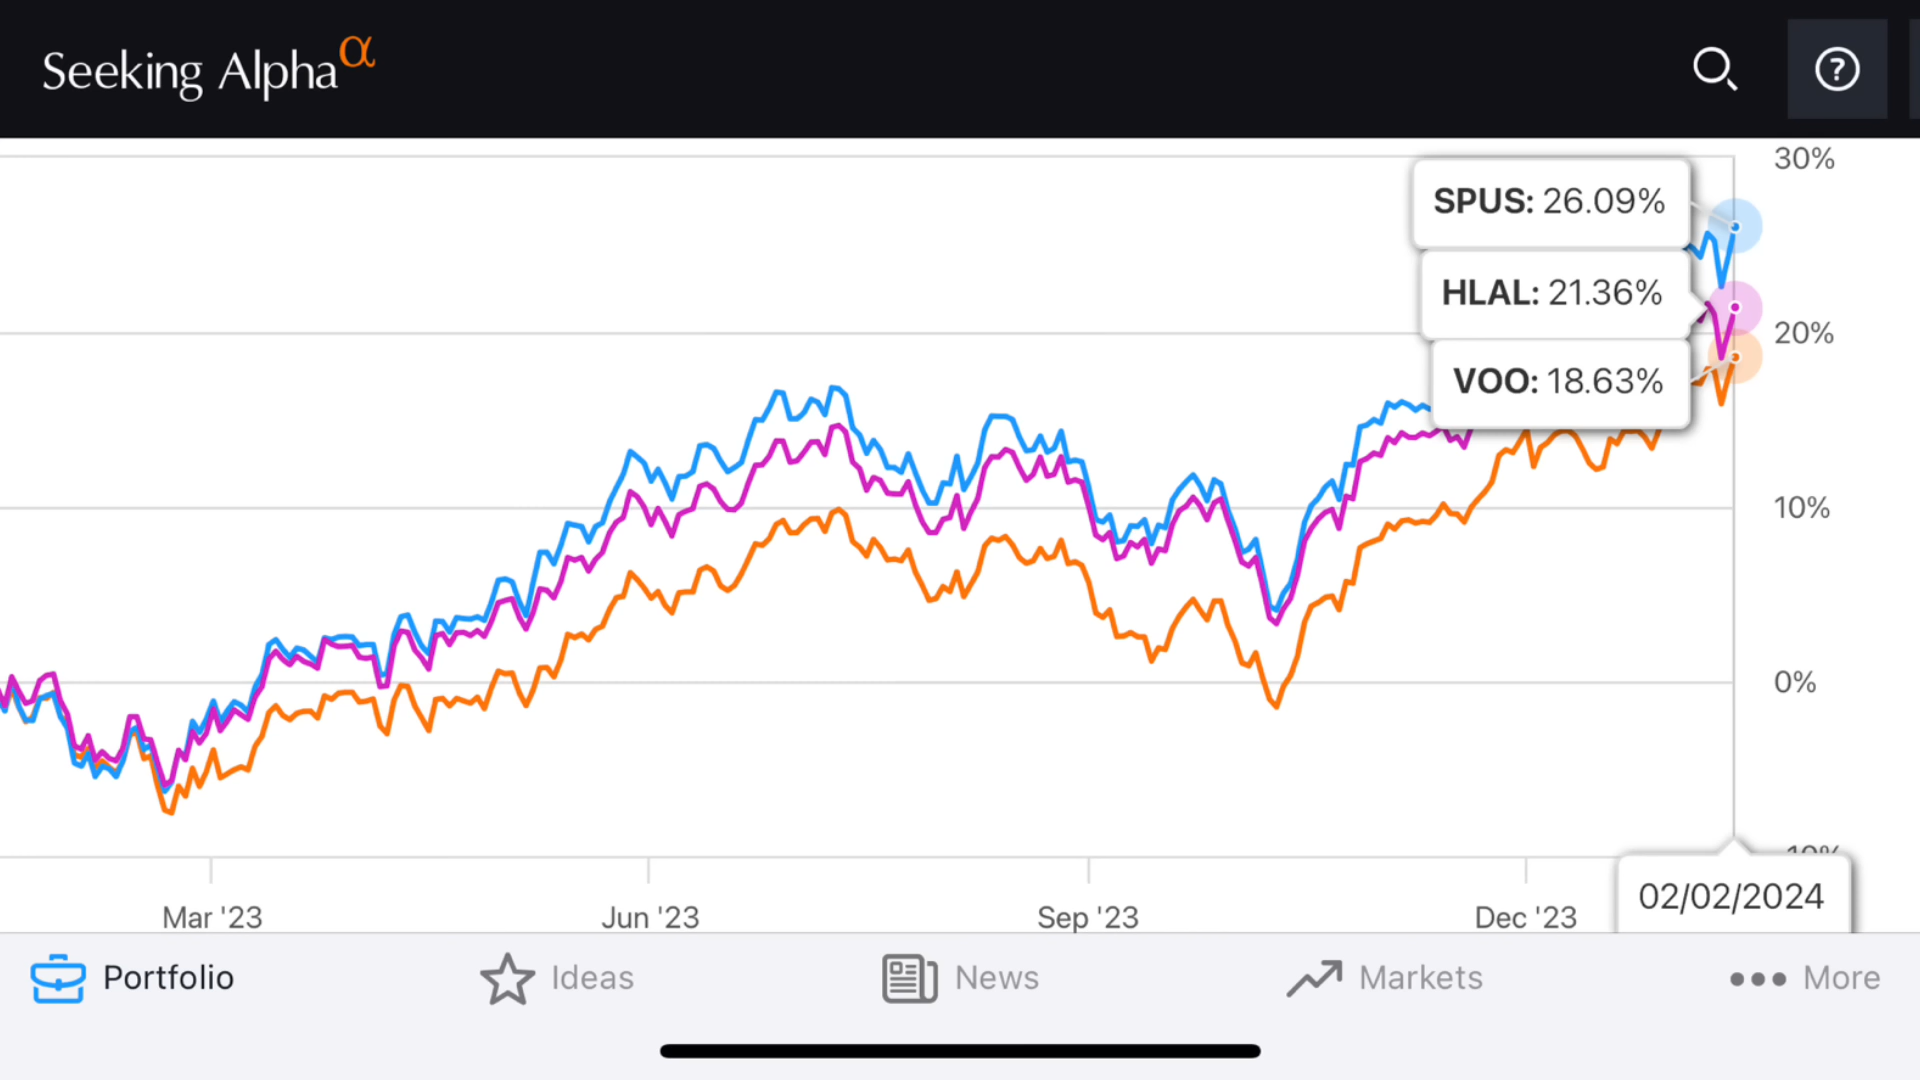 Seeking Alpha α
30%
SPUS: 26.09%
HLAL: 21.36%
20%
VOO: 18.63%
10%
0%
-10%
02/02/2024
Mar '23
Jun '23
Sep '23
Dec '23
Portfolio
Ideas
News
Markets
More